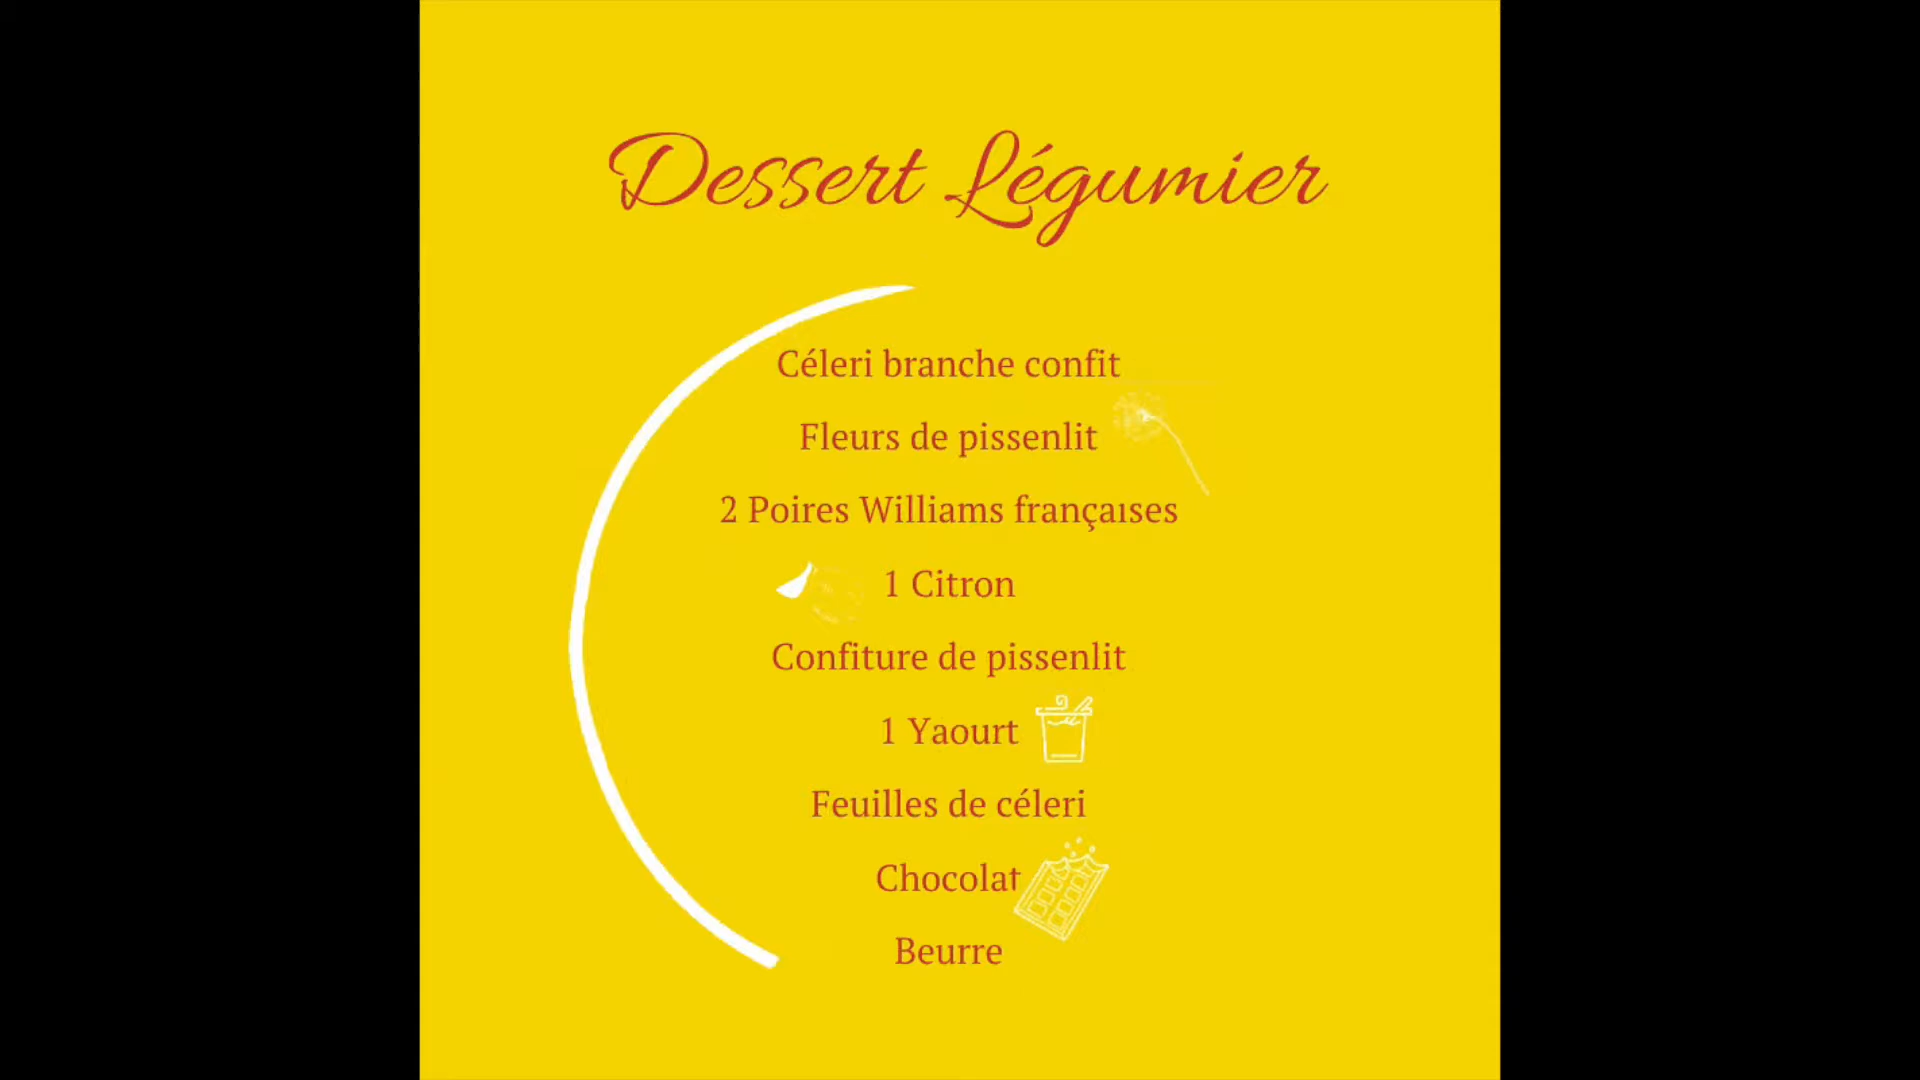 Dessert Légumier
Céleri branche confit
Fleurs de pissenlit
2 Poires Williams françaises
1 Citron
Confiture de pissenlit
1 Yaourt
Feuilles de céleri
Chocolat
Beurre